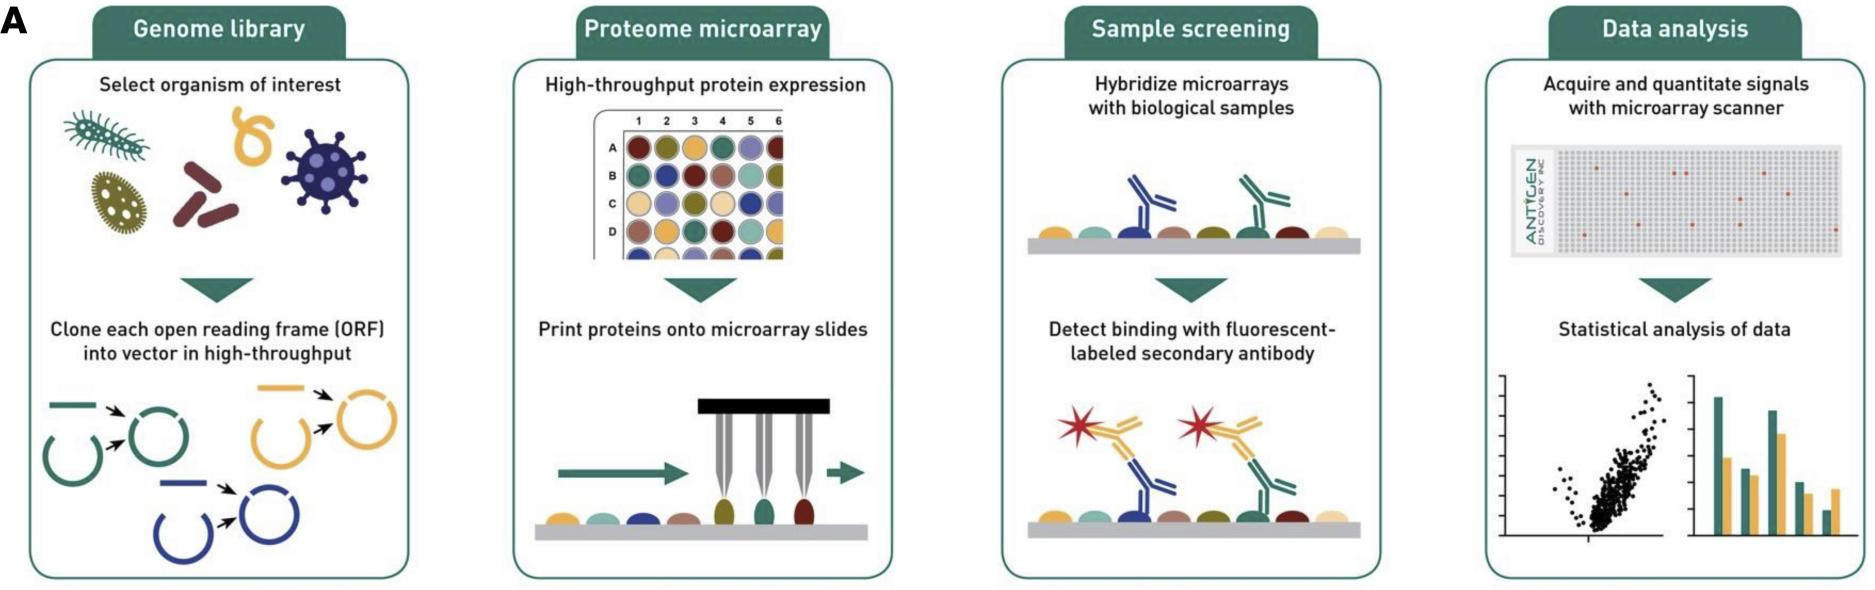 A
Genome library
Select organism of interest
Clone each open reading frame (ORF)
into vector in high-throughput
Proteome microarray
High-throughput protein expression
1 2 3 4 5 6
A
B
C
D
Print proteins onto microarray slides
Sample screening
Hybridize microarrays
with biological samples
Detect binding with fluorescent-
labeled secondary antibody
Data analysis
Acquire and quantitate signals
with microarray scanner
ANTIGEN
DISCOVERY INC
Statistical analysis of data